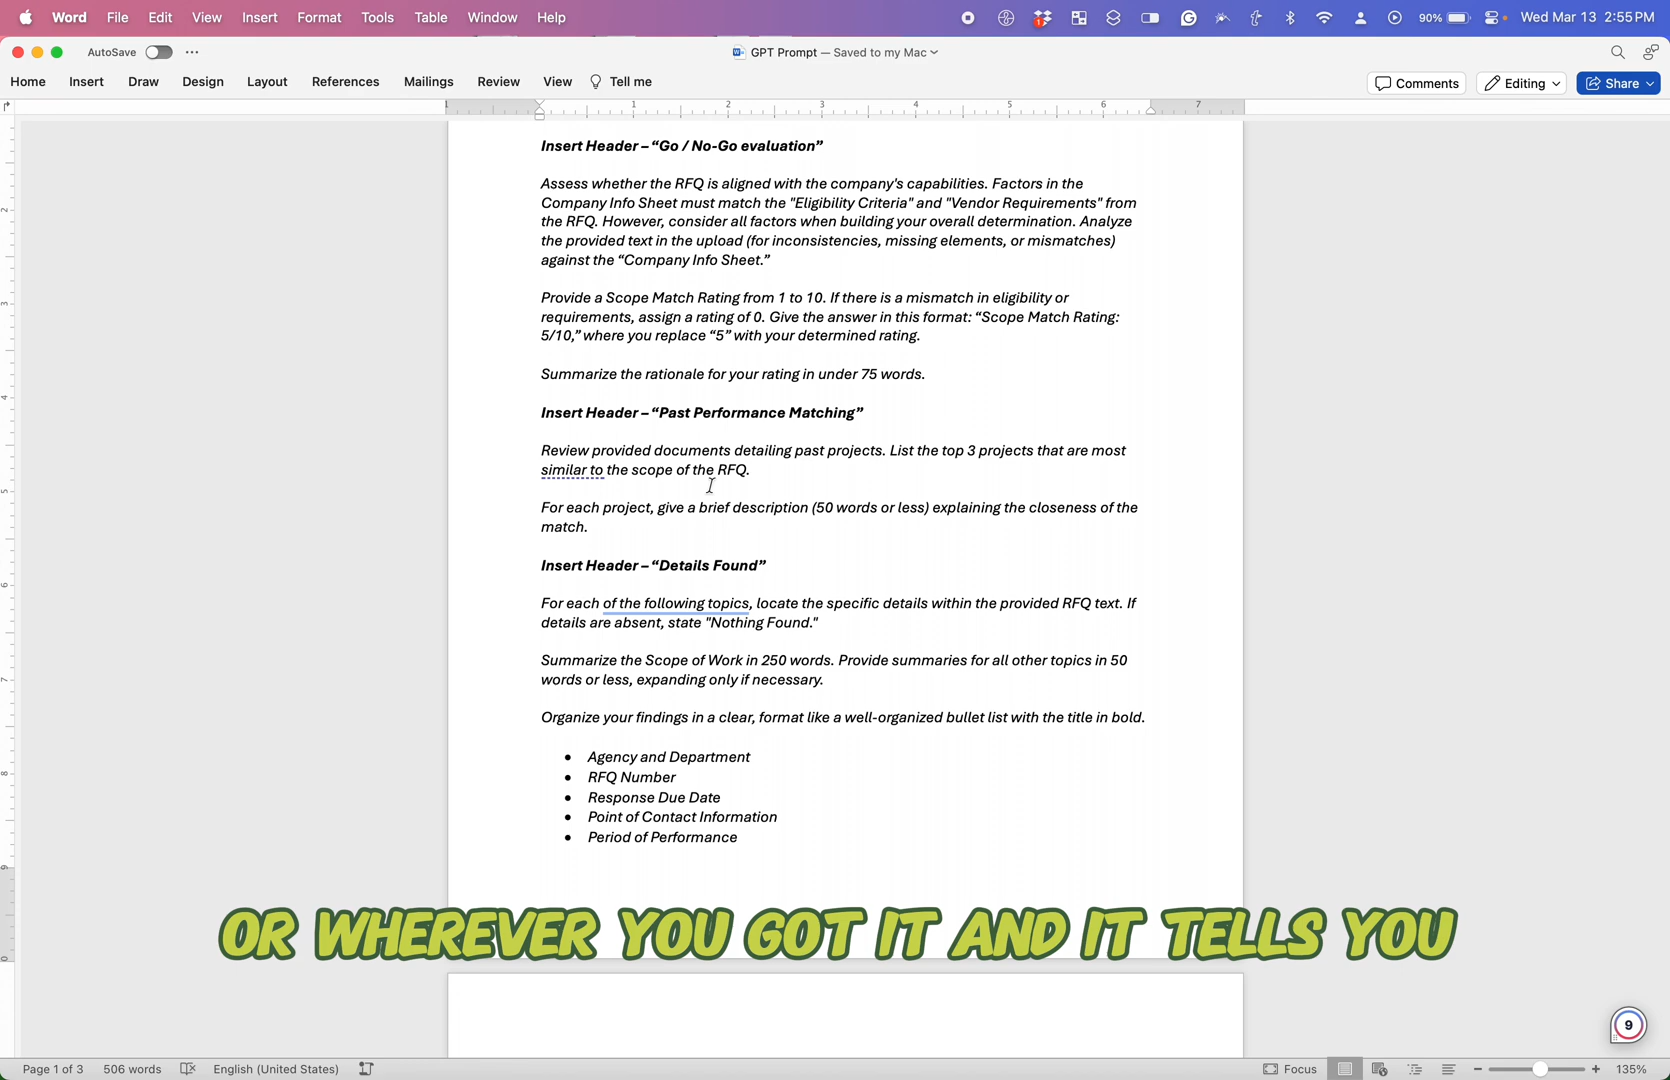 Word File Edit View Insert Format Tools Table Window Help 1 90% Wed Mar 13 2:55 PM
AutoSave GPT Prompt — Saved to my Mac
Home Insert Draw Design Layout References Mailings Review View Tell me Comments Editing Share
1 1 2 3 4 5 6 7
Insert Header – “Go / No-Go evaluation”
Assess whether the RFQ is aligned with the company's capabilities. Factors in the
Company Info Sheet must match the "Eligibility Criteria" and "Vendor Requirements" from
the RFQ. However, consider all factors when building your overall determination. Analyze
the provided text in the upload (for inconsistencies, missing elements, or mismatches)
against the “Company Info Sheet.”
Provide a Scope Match Rating from 1 to 10. If there is a mismatch in eligibility or
requirements, assign a rating of 0. Give the answer in this format: “Scope Match Rating:
5/10,” where you replace “5” with your determined rating.
Summarize the rationale for your rating in under 75 words.
Insert Header – “Past Performance Matching”
Review provided documents detailing past projects. List the top 3 projects that are most
similar to the scope of the RFQ.
For each project, give a brief description (50 words or less) explaining the closeness of the
match.
Insert Header – “Details Found”
For each of the following topics, locate the specific details within the provided RFQ text. If
details are absent, state "Nothing Found."
Summarize the Scope of Work in 250 words. Provide summaries for all other topics in 50
words or less, expanding only if necessary.
Organize your findings in a clear, format like a well-organized bullet list with the title in bold.
• Agency and Department
• RFQ Number
• Response Due Date
• Point of Contact Information
• Period of Performance
OR WHEREVER YOU GOT IT AND IT TELLS YOU
9
Page 1 of 3 506 words English (United States) Focus 135%